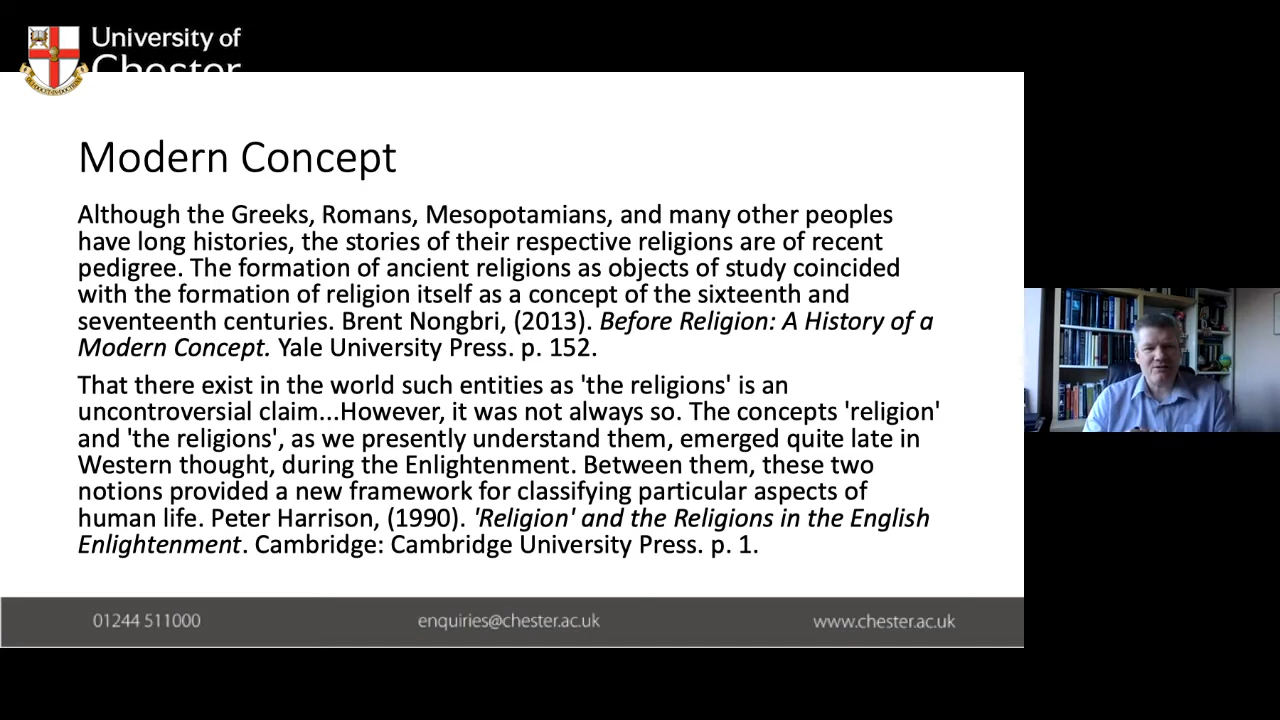 University of
Chester
Modern Concept
Although the Greeks, Romans, Mesopotamians, and many other peoples
have long histories, the stories of their respective religions are of recent
pedigree. The formation of ancient religions as objects of study coincided
with the formation of religion itself as a concept of the sixteenth and
seventeenth centuries. Brent Nongbri, (2013). Before Religion: A History of a
Modern Concept. Yale University Press. p. 152.
That there exist in the world such entities as 'the religions' is an
uncontroversial claim...However, it was not always so. The concepts 'religion'
and 'the religions', as we presently understand them, emerged quite late in
Western thought, during the Enlightenment. Between them, these two
notions provided a new framework for classifying particular aspects of
human life. Peter Harrison, (1990). 'Religion' and the Religions in the English
Enlightenment. Cambridge: Cambridge University Press. p. 1.
01244 511000
enquiries@chester.ac.uk
www.chester.ac.uk